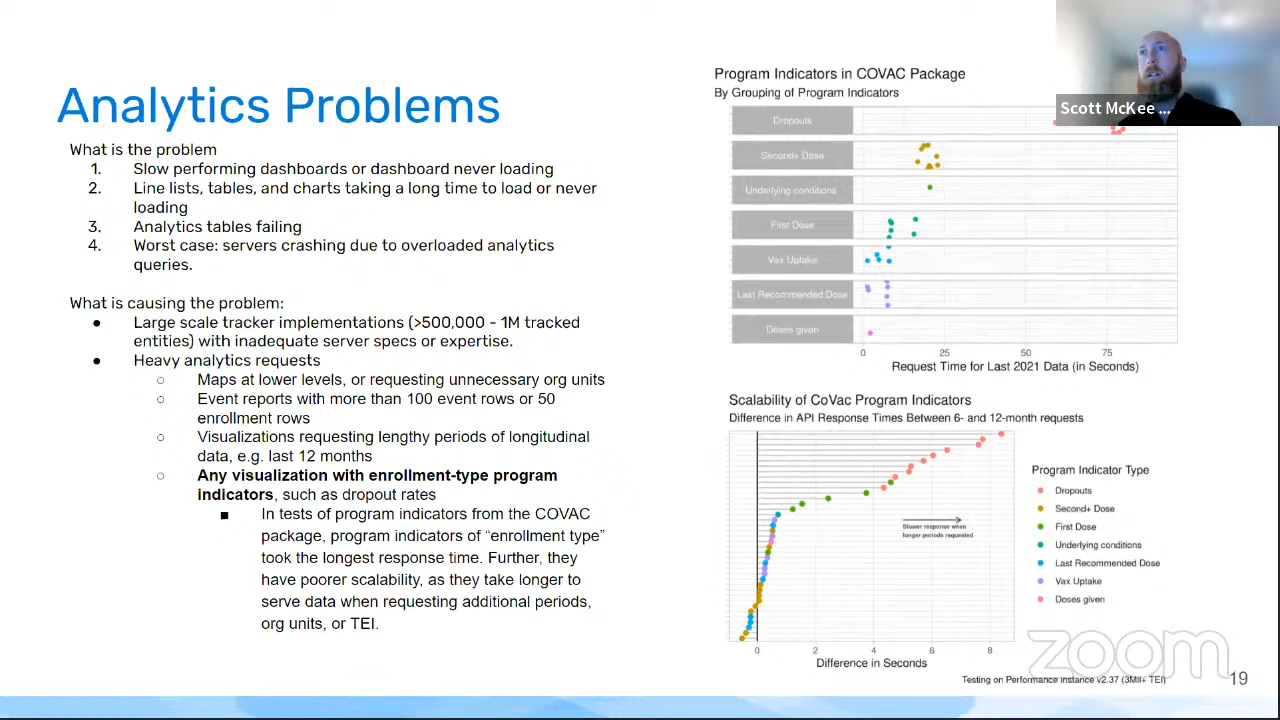 Analytics Problems
What is the problem
1. Slow performing dashboards or dashboard never loading
2. Line lists, tables, and charts taking a long time to load or never
loading
3. Analytics tables failing
4. Worst case: servers crashing due to overloaded analytics
queries.
What is causing the problem:
● Large scale tracker implementations (>500,000 - 1M tracked
entities) with inadequate server specs or expertise.
● Heavy analytics requests
○ Maps at lower levels, or requesting unnecessary org units
○ Event reports with more than 100 event rows or 50
enrollment rows
○ Visualizations requesting lengthy periods of longitudinal
data, e.g. last 12 months
○ Any visualization with enrollment-type program
indicators, such as dropout rates
■ In tests of program indicators from the COVAC
package, program indicators of “enrollment type”
took the longest response time. Further, they
have poorer scalability, as they take longer to
serve data when requesting additional periods,
org units, or TEI.
Program Indicators in COVAC Package
By Grouping of Program Indicators
Dropouts
Second+ Dose
Underlying conditions
First Dose
Vax Uptake
Last Recommended Dose
Doses given
0 25 50 75
Request Time for Last 2021 Data (in Seconds)
Scott McKee ...
Scalability of CoVac Program Indicators
Difference in API Response Times Between 6- and 12-month requests
Slower response when
longer periods requested
0 2 4 6 8
Difference in Seconds
Program Indicator Type
Dropouts
Second+ Dose
First Dose
Underlying conditions
Last Recommended Dose
Vax Uptake
Doses given
zoom
Testing on Performance instance v2.37 (3Mil+ TEI)
19